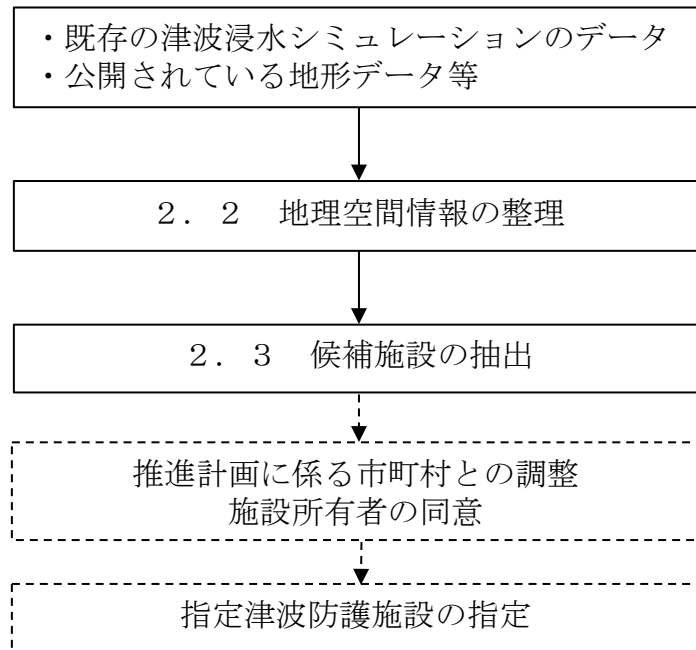 ・既存の津波浸水シミュレーションのデータ
・公開されている地形データ等
２．２　地理空間情報の整理
２．３　候補施設の抽出
推進計画に係る市町村との調整
施設所有者の同意
指定津波防護施設の指定